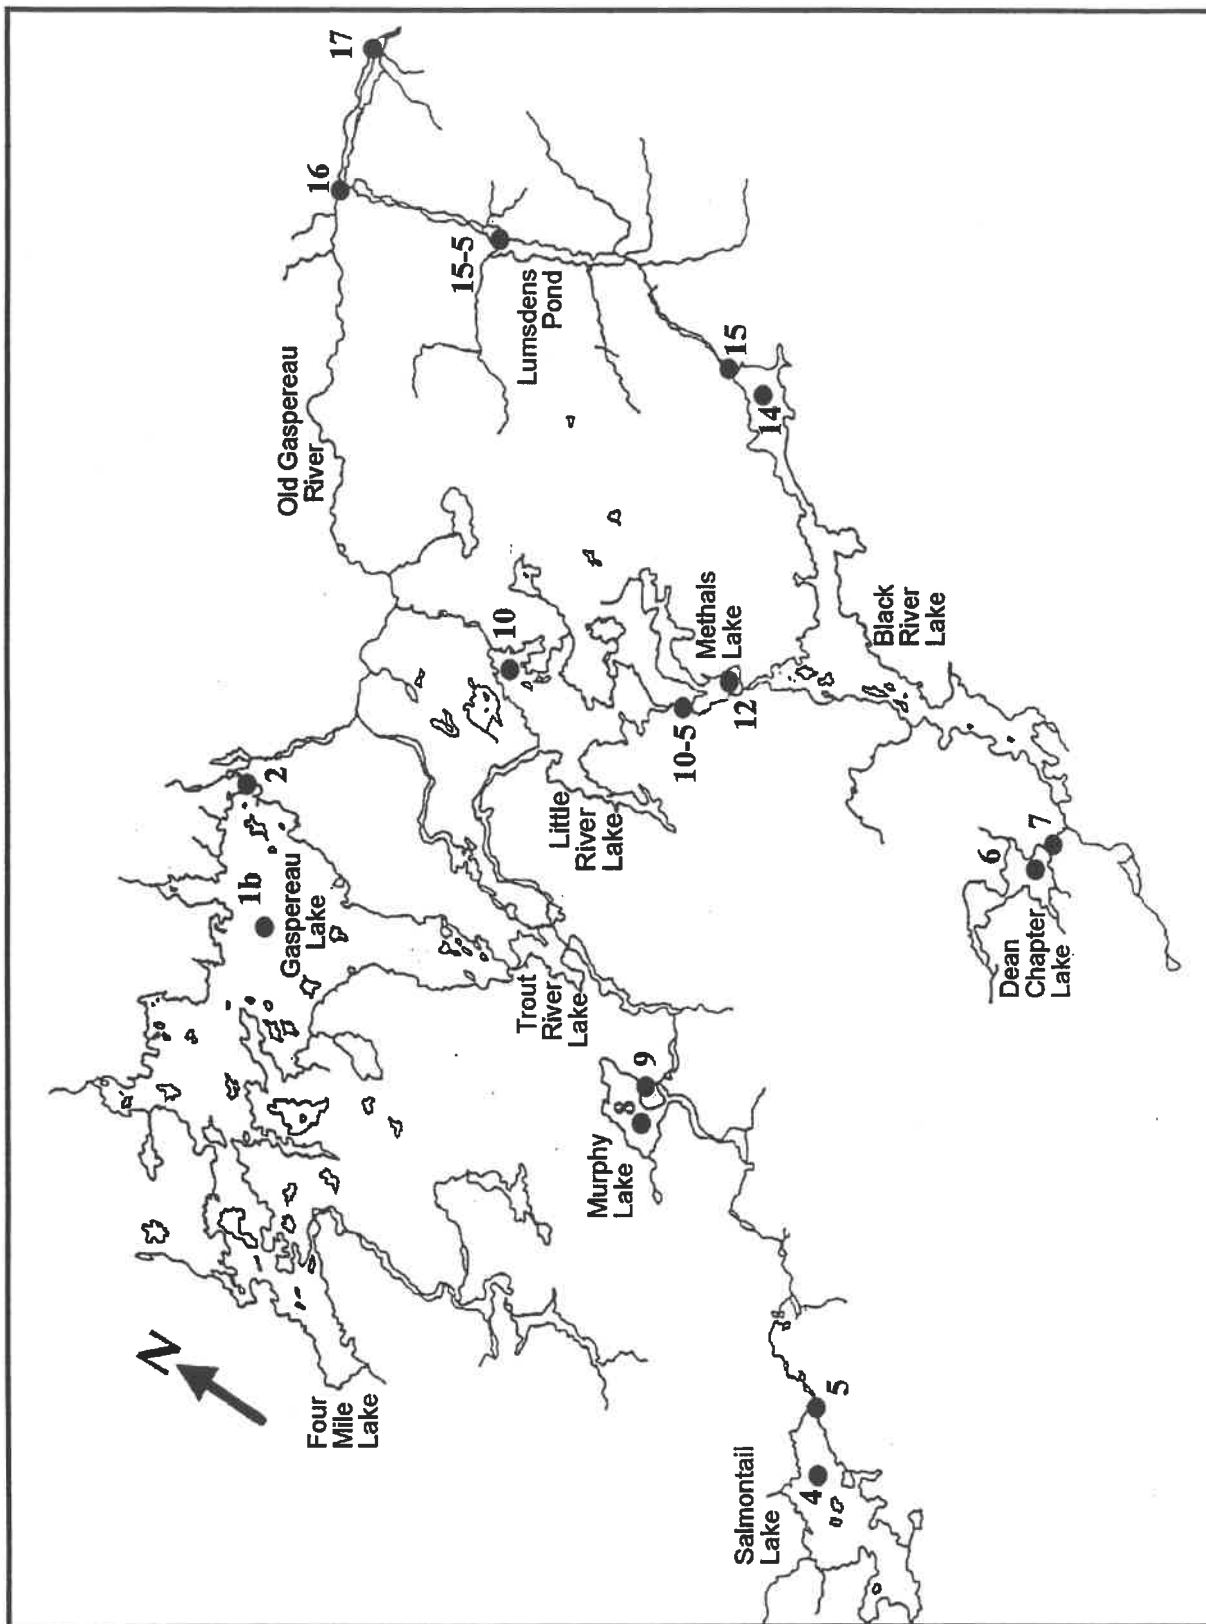 N
1b
Gaspereau
Lake
2
Old Gaspereau
River
16
17
Four
Mile
Lake
15-5
Lumsdens
Pond
10
Trout
River
Lake
Little
River
Lake
Murphy
Lake
8
9
10-5
Methals
Lake
12
15
14
Salmontail
Lake
4
5
Black
River
Lake
6
7
Dean
Chapter
Lake